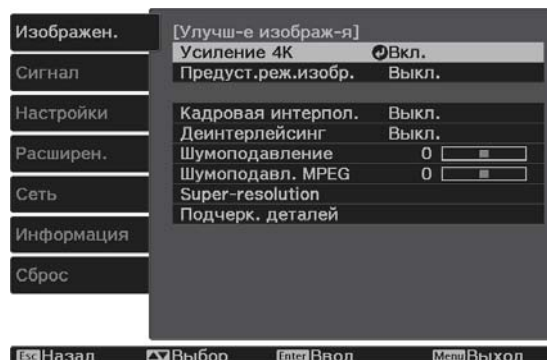 Изображен.
Сигнал
Настройки
Расширен.
Сеть
Информация
Сброс
[Улучш-е изображ-я]
Усиление 4K Вкл.
Предуст.реж.изобр. Выкл.
Кадровая интерпол. Выкл.
Деинтерлейсинг Выкл.
Шумоподавление 0
Шумоподавл. MPEG 0
Super-resolution
Подчерк. деталей
Esc Назад Выбор Enter Ввод Menu Выход